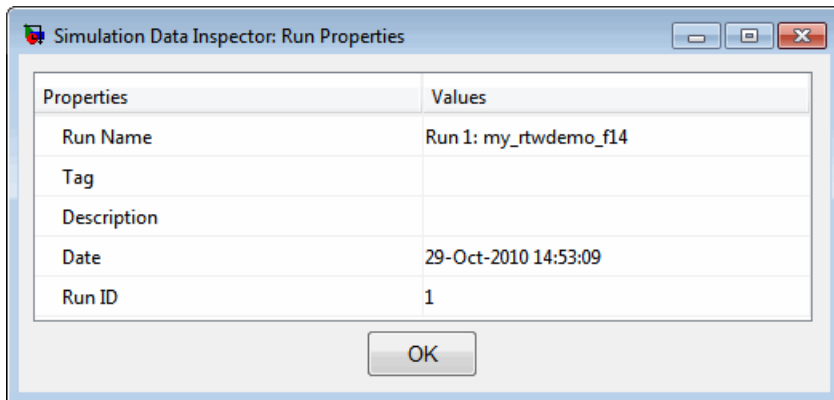 Simulation Data Inspector: Run Properties
Properties Values
Run Name Run 1: my_rtwdemo_f14
Tag
Description
Date 29-Oct-2010 14:53:09
Run ID 1
OK